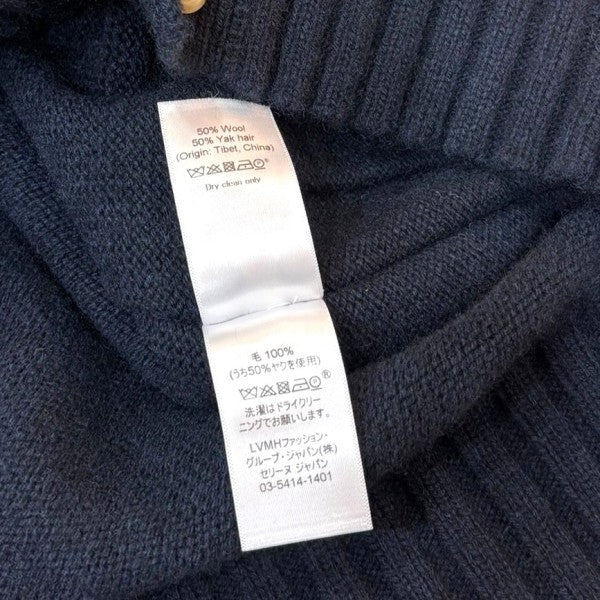 50% Wool
50% Yak hair
(Origin: Tibet, China)
Dry clean only
毛 100%
(うち50%ヤクを使用)
®
洗濯はドライクリー
ニングでお願いします。
LVMHファッション・
グループ・ジャパン(株)
セリーヌ ジャパン
03-5414-1401